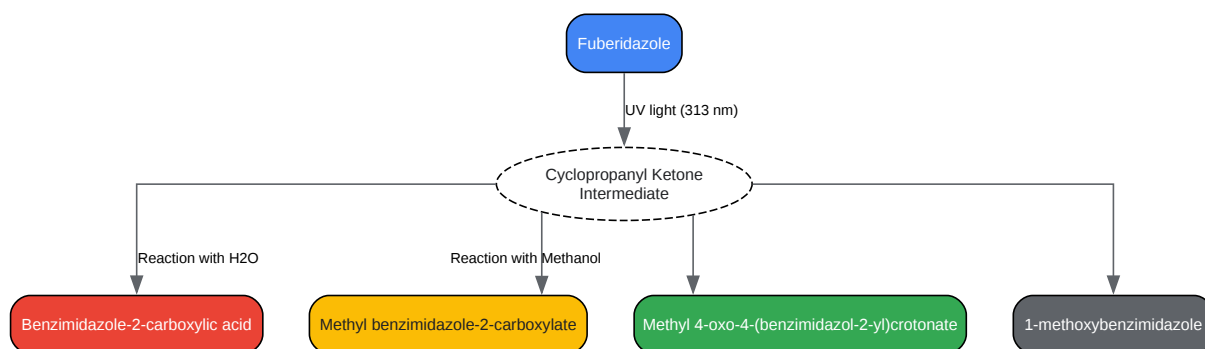 Fuberidazole
UV light (313 nm)
Cyclopropanyl Ketone
Intermediate
Reaction with H2O
Reaction with Methanol
Benzimidazole-2-carboxylic acid
Methyl benzimidazole-2-carboxylate
Methyl 4-oxo-4-(benzimidazol-2-yl)crotonate
1-methoxybenzimidazole